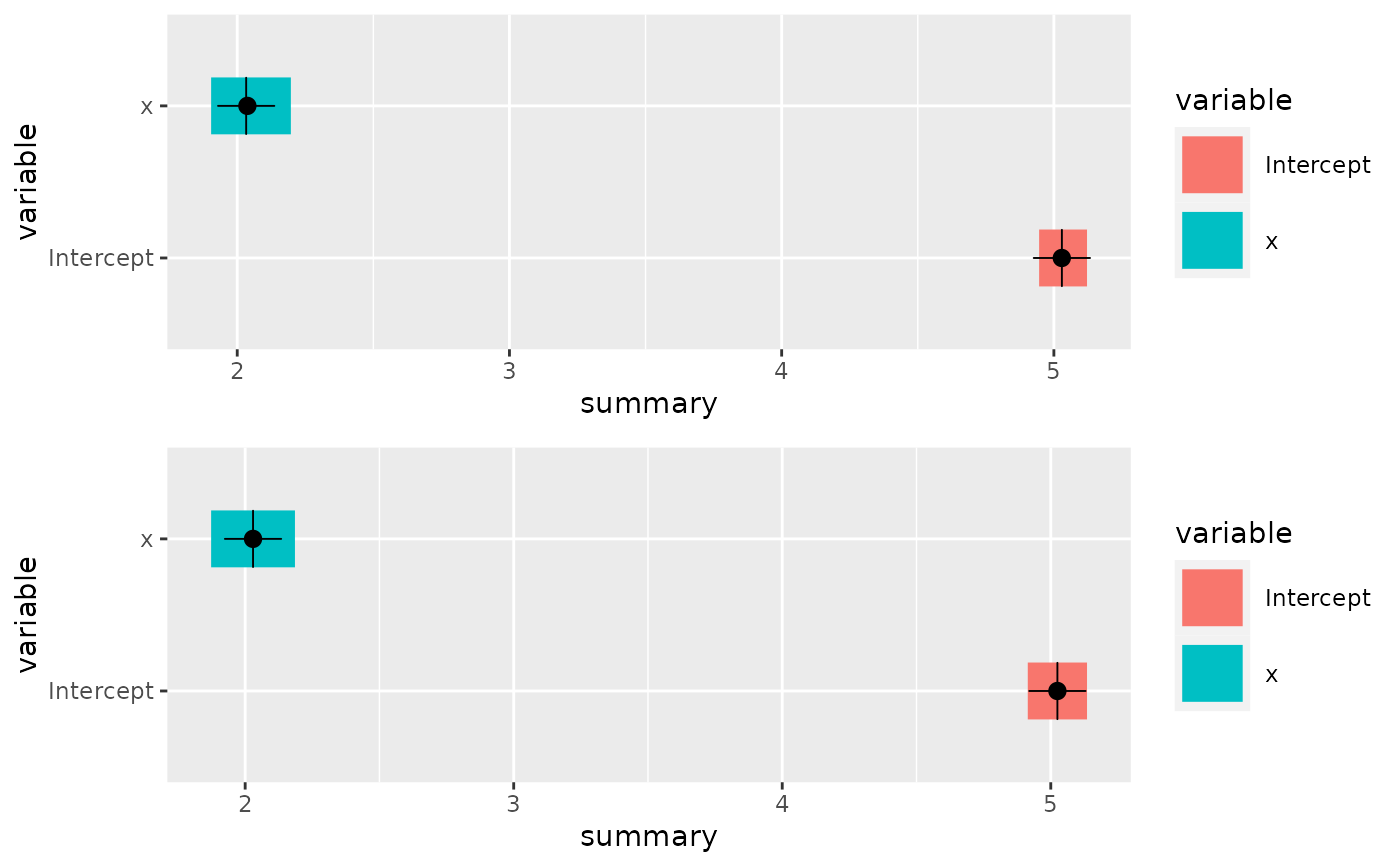 variable
x
Intercept
2 3 4 5
summary
variable
Intercept
x
variable
x
Intercept
2 3 4 5
summary
variable
Intercept
x